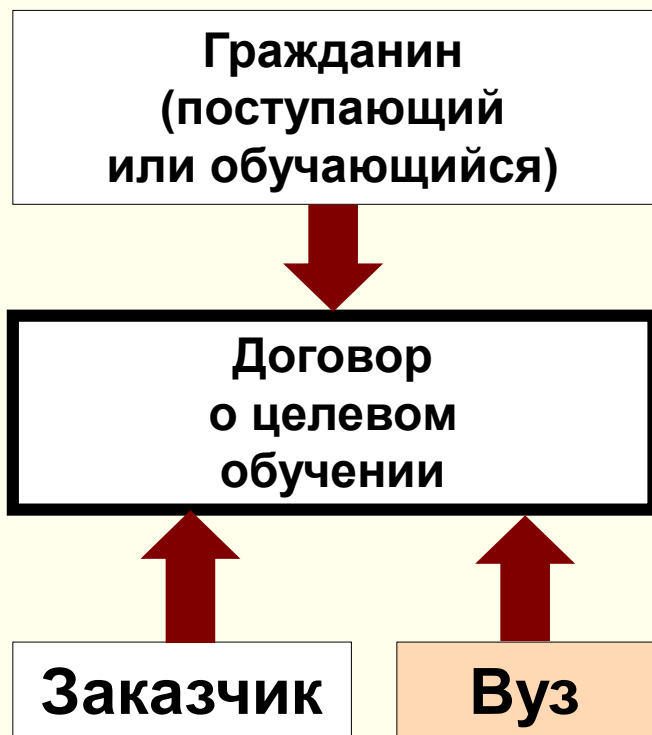 Гражданин
(поступающий
или обучающийся)
Договор
о целевом
обучении
Заказчик
Вуз